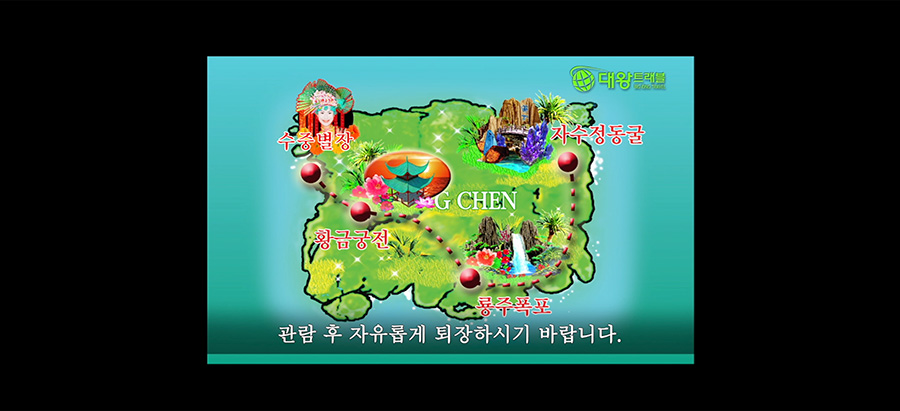 대왕트래블
수중별장
자수정동굴
G CHEN
황금궁전
룡주폭포
관람 후 자유롭게 퇴장하시기 바랍니다.